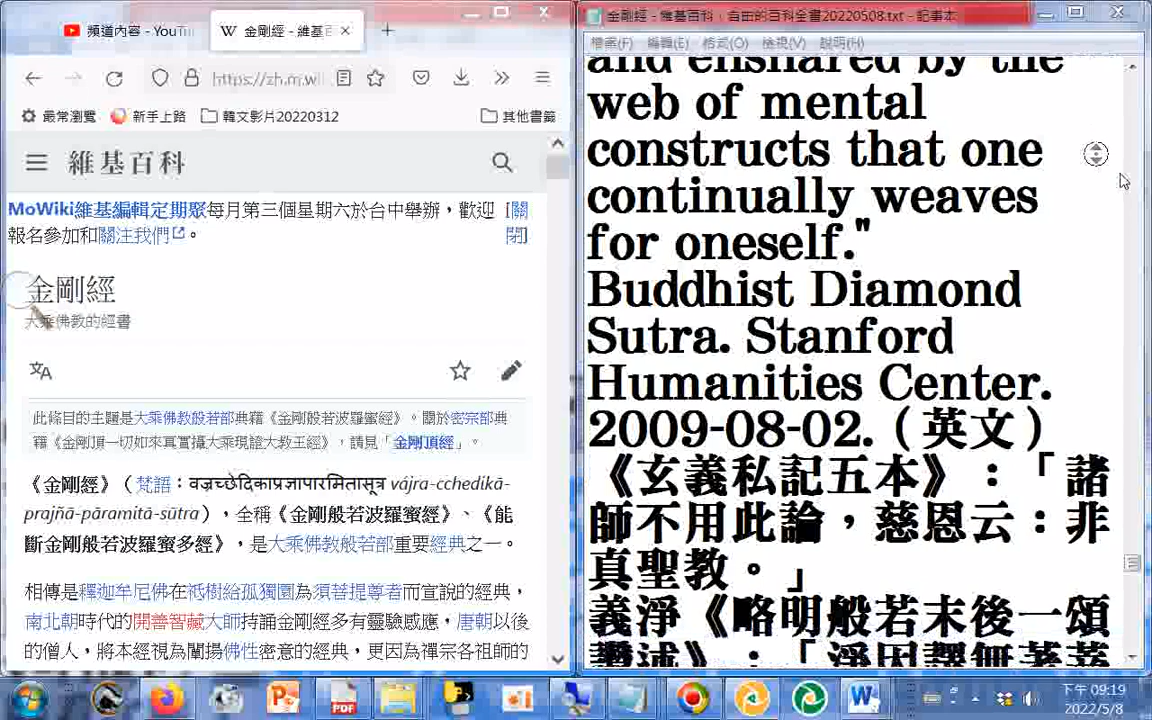 頻道內容 - YouTu
金剛經 - 維基百
https://zh.m.wil
最常瀏覽
新手上路
韓文影片20220312
其他書籤
維基百科
MoWiki維基編輯定期聚每月第三個星期六於台中舉辦，歡迎
報名參加和關注我們。
[關
閉]
金剛經
大乘佛教的經書
此條目的主題是大乘佛教般若部典籍《金剛般若波羅蜜經》。關於密宗部典
籍《金剛頂一切如來真實攝大乘現證大教王經》，請見「金剛頂經」。
《金剛經》（梵語：वज्रच्छेदिकाप्रज्ञापारमितासूत्र vájra-cchedikā-
prajñā-pāramitā-sūtra），全稱《金剛般若波羅蜜經》、《能
斷金剛般若波羅蜜多經》，是大乘佛教般若部重要經典之一。
相傳是釋迦牟尼佛在祇樹給孤獨園為須菩提尊者而宣說的經典，
南北朝時代的開善智藏大師持誦金剛經多有靈驗感應，唐朝以後
的僧人，將本經視為闡揚佛性密意的經典，更因為禪宗各祖師的
金剛經 - 維基百科，自由的百科全書20220508.txt - 記事本
檔案(F) 編輯(E) 格式(O) 檢視(V) 說明(H)
and enshared by the
web of mental
constructs that one
continually weaves
for oneself."
Buddhist Diamond
Sutra. Stanford
Humanities Center.
2009-08-02.（英文）
《玄義私記五本》：「諸
師不用此論，慈恩云：非
真聖教。」
義淨《略明般若末後一頌
讚述》：「淨因譯無著菩
下午 09:19
2022/5/8